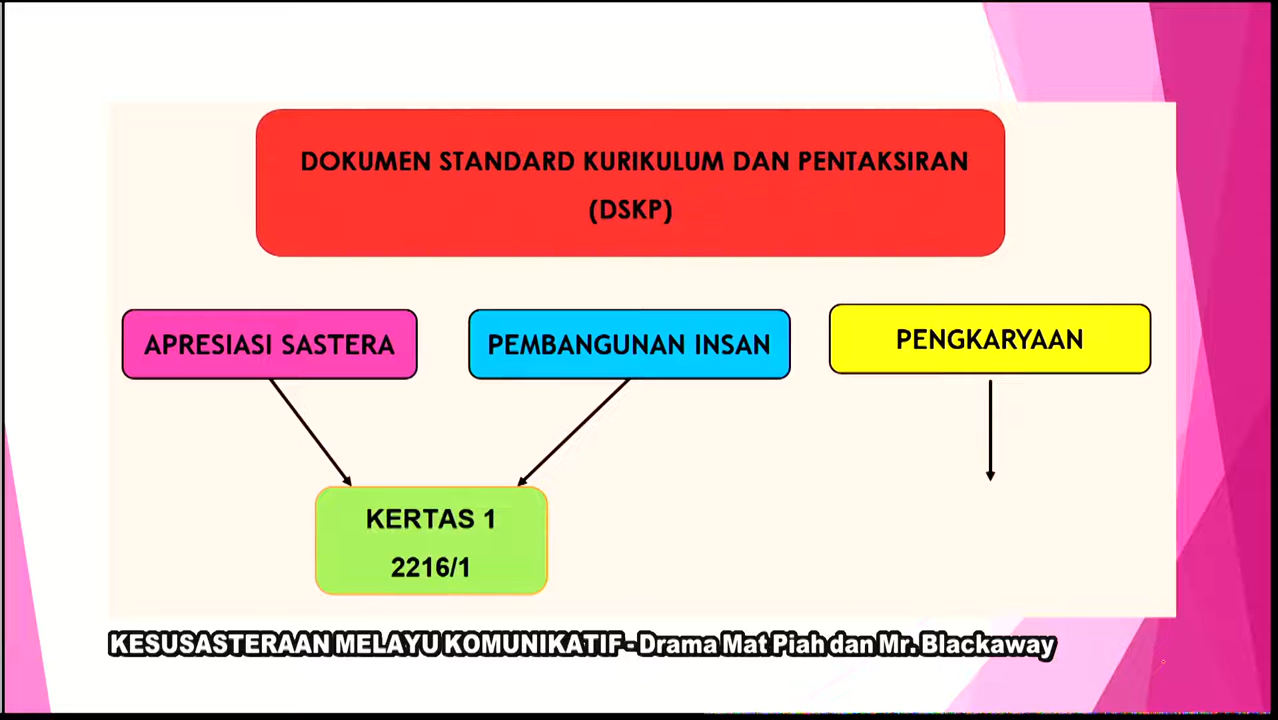 DOKUMEN STANDARD KURIKULUM DAN PENTAKSIRAN
(DSKP)
APRESIASI SASTERA
PEMBANGUNAN INSAN
PENGKARYAAN
KERTAS 1
2216/1
KESUSASTERAAN MELAYU KOMUNIKATIF - Drama Mat Piah dan Mr. Blackaway